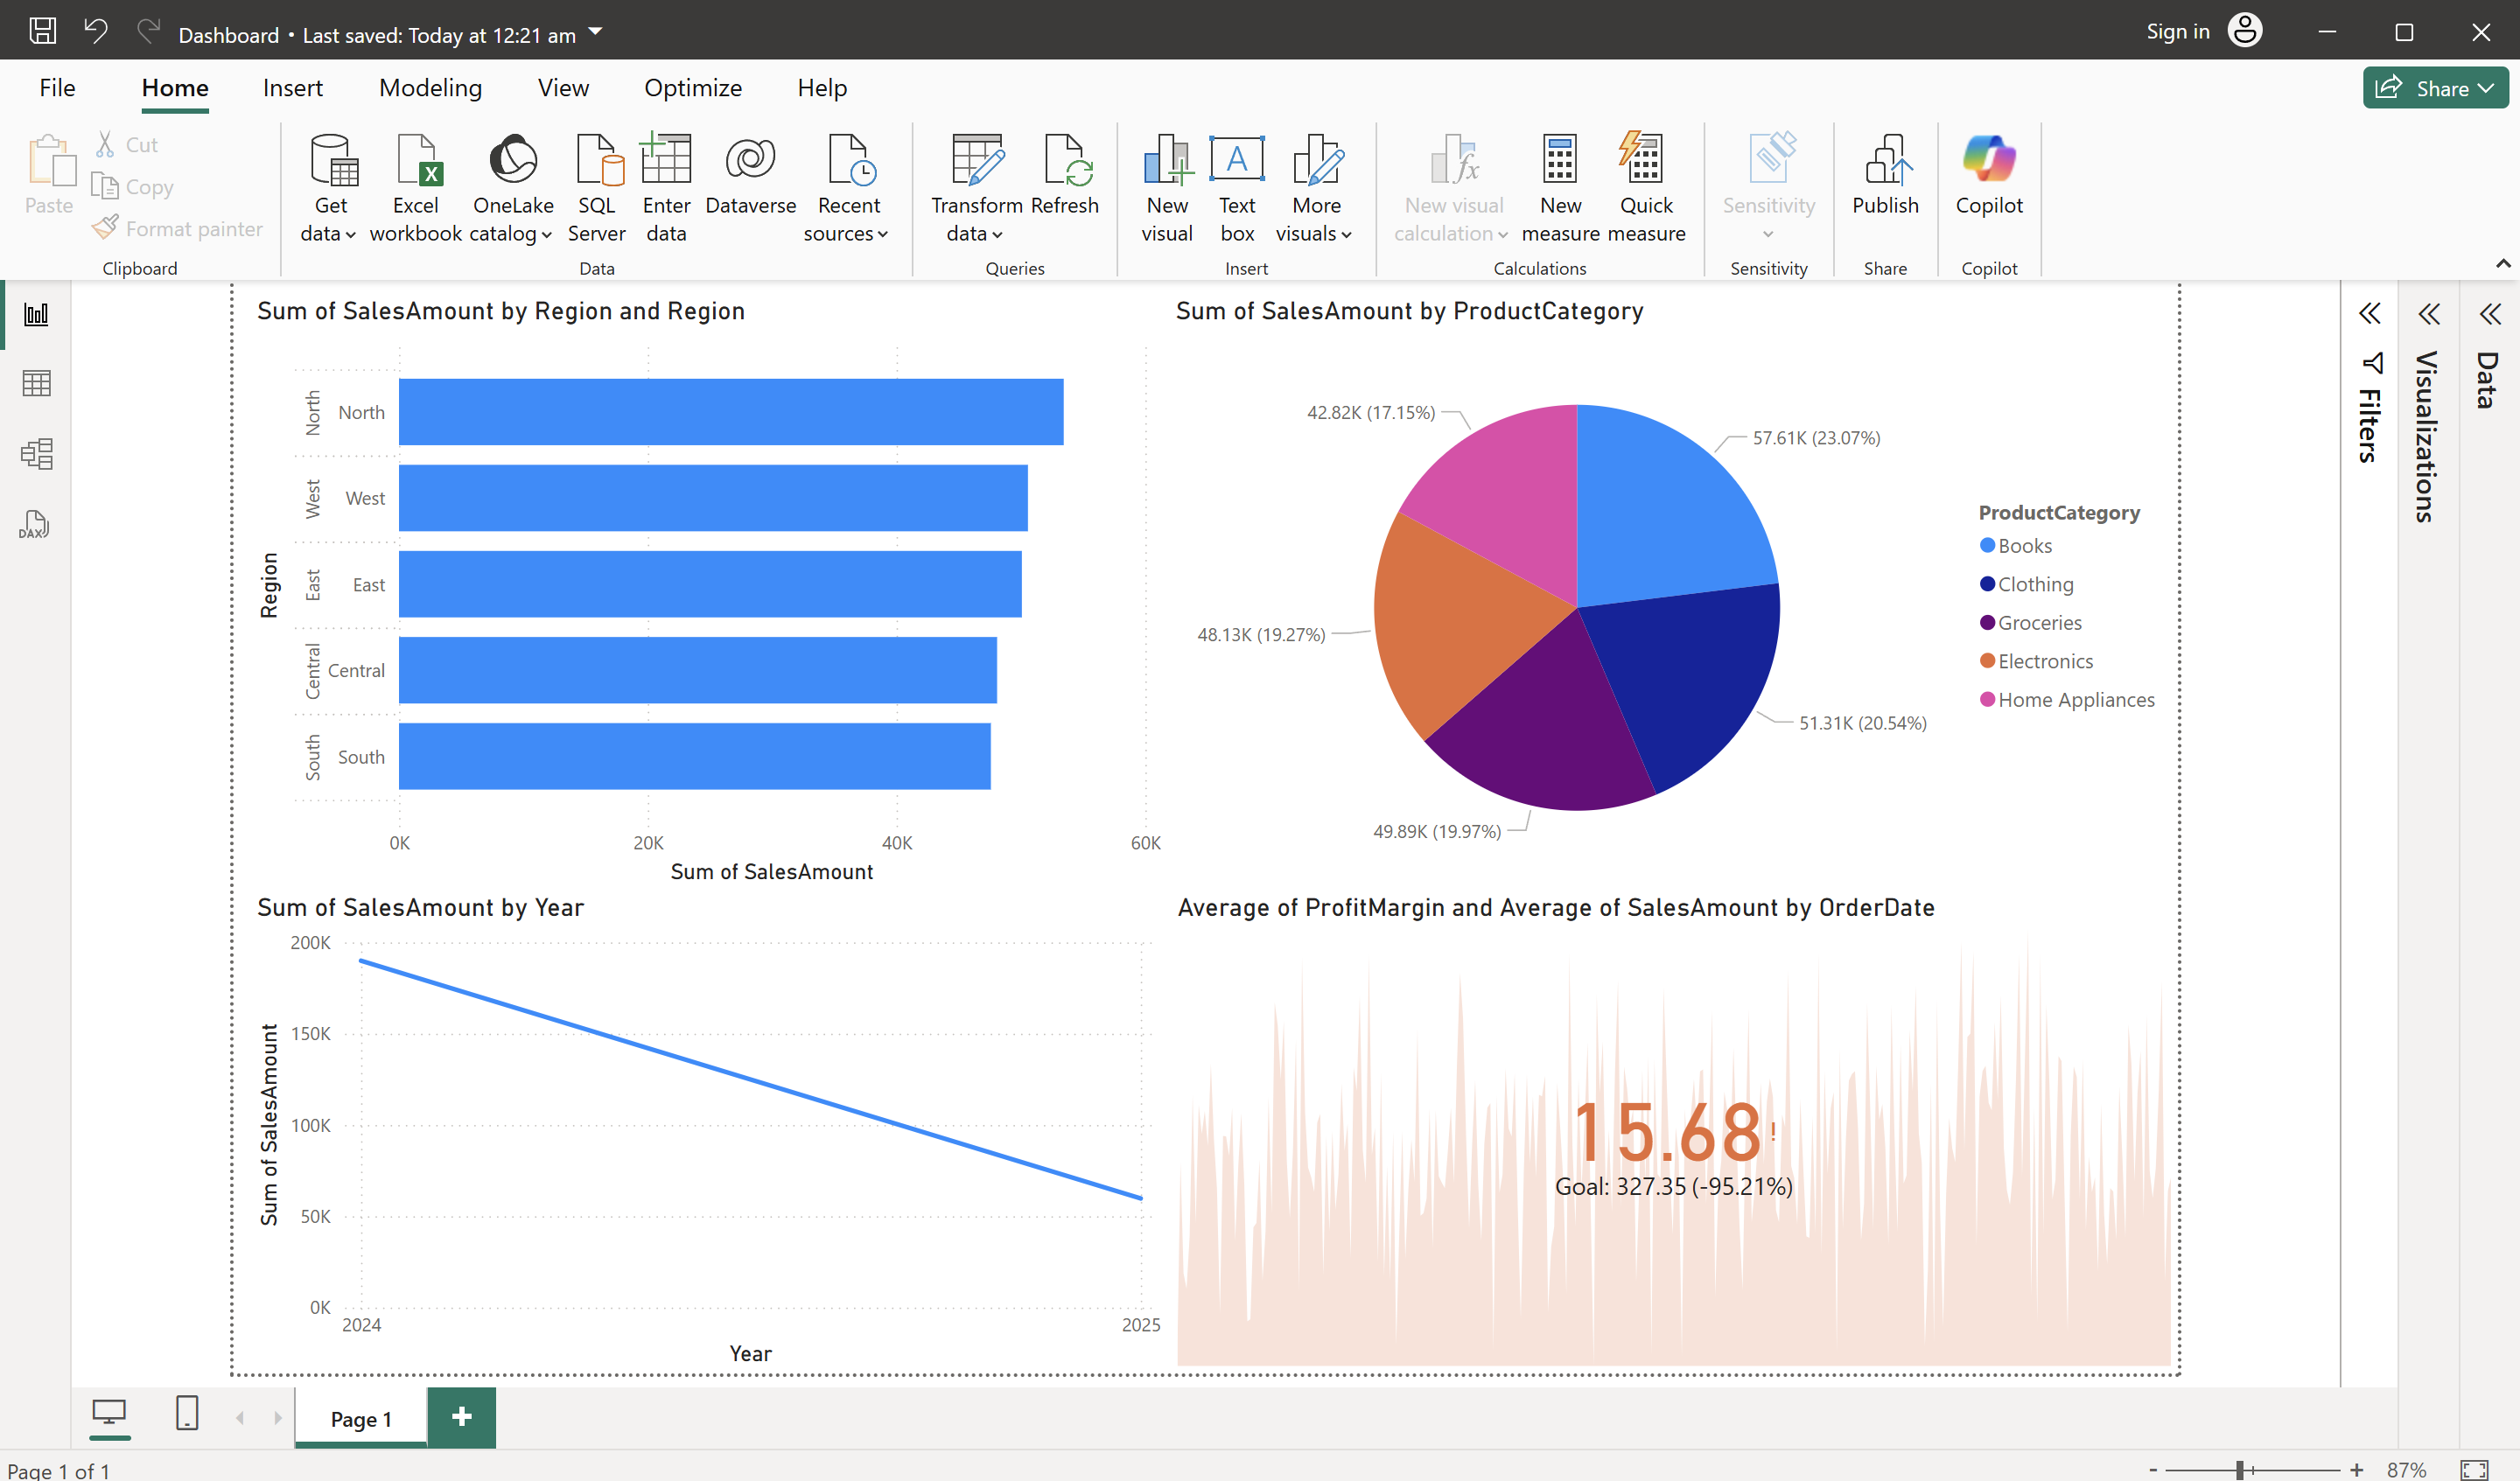 Dashboard • Last saved: Today at 12:21 am
Sign in
File Home Insert Modeling View Optimize Help
Share
Paste
Cut
Copy
Format painter
Clipboard
Get data
Excel workbook
OneLake catalog
SQL Server
Enter data
Dataverse
Recent sources
Data
Transform data
Refresh
Queries
New visual
Text box
More visuals
Insert
New visual calculation
New measure
Quick measure
Calculations
Sensitivity
Sensitivity
Publish
Share
Copilot
Copilot
DAX
Sum of SalesAmount by Region and Region
Region
North North
West West
East East
Central Central
South South
0K 20K 40K 60K
Sum of SalesAmount
Sum of SalesAmount by ProductCategory
42.82K (17.15%)
57.61K (23.07%)
48.13K (19.27%)
51.31K (20.54%)
49.89K (19.97%)
ProductCategory
Books
Clothing
Groceries
Electronics
Home Appliances
Sum of SalesAmount by Year
Sum of SalesAmount
200K
150K
100K
50K
0K
2024 2025
Year
Average of ProfitMargin and Average of SalesAmount by OrderDate
15.68!
Goal: 327.35 (-95.21%)
Filters
Visualizations
Data
Page 1
+
Page 1 of 1
- + 87%